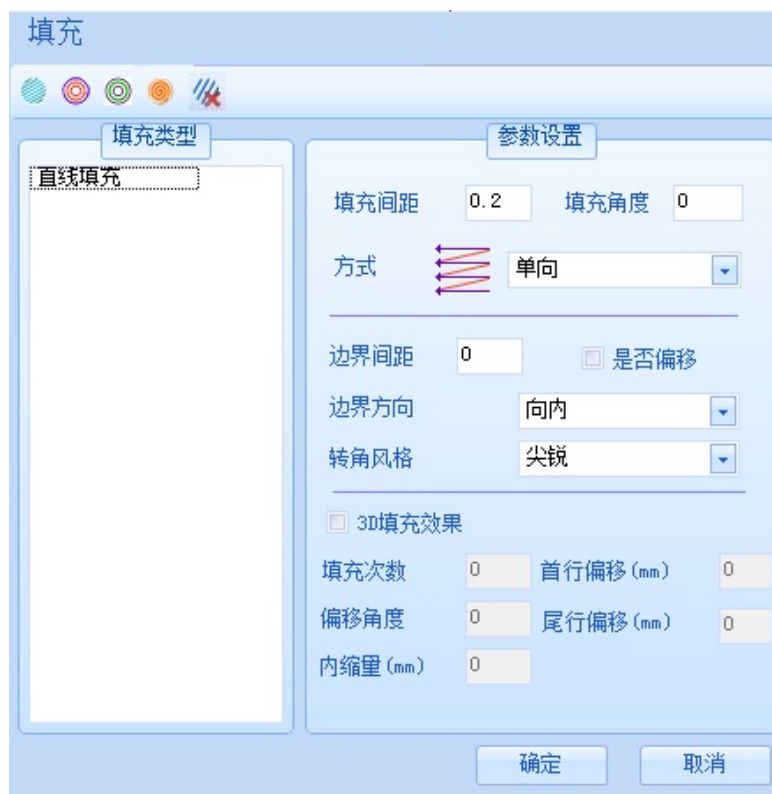 填充
填充类型
直线填充
参数设置
填充间距 0.2 填充角度 0
方式 单向
边界间距 0 是否偏移
边界方向 向内
转角风格 尖锐
3D填充效果
填充次数 0 首行偏移(mm) 0
偏移角度 0 尾行偏移(mm) 0
内缩量(mm) 0
确定 取消